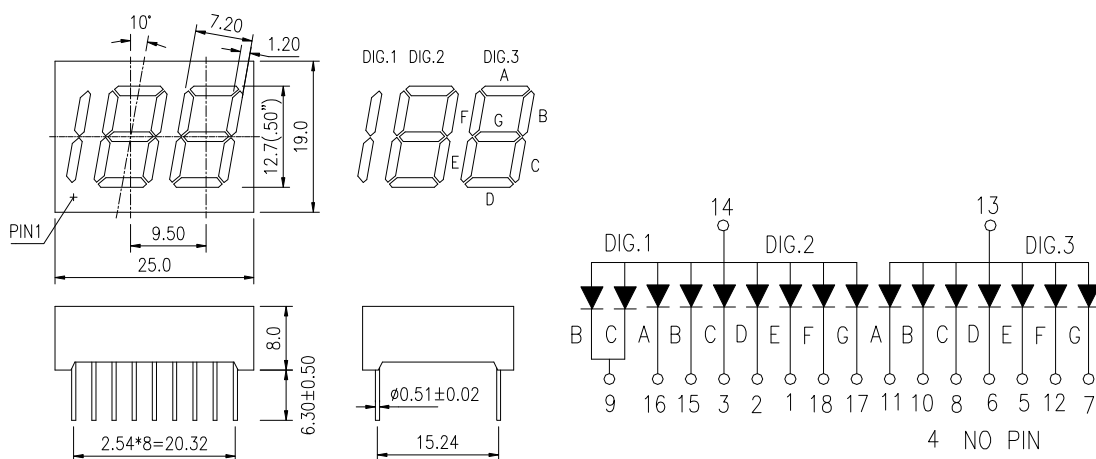 10°
7.20
1.20
12.7(.50")
19.0
PIN1
9.50
25.0
DIG.1 DIG.2 DIG.3
A
F B
G
E C
D
8.0
6.30±0.50
2.54*8=20.32
ø0.51±0.02
15.24
14 13
DIG.1 DIG.2 DIG.3
B C A B C D E F G A B C D E F G
9 16 15 3 2 1 18 17 11 10 8 6 5 12 7
4 NO PIN